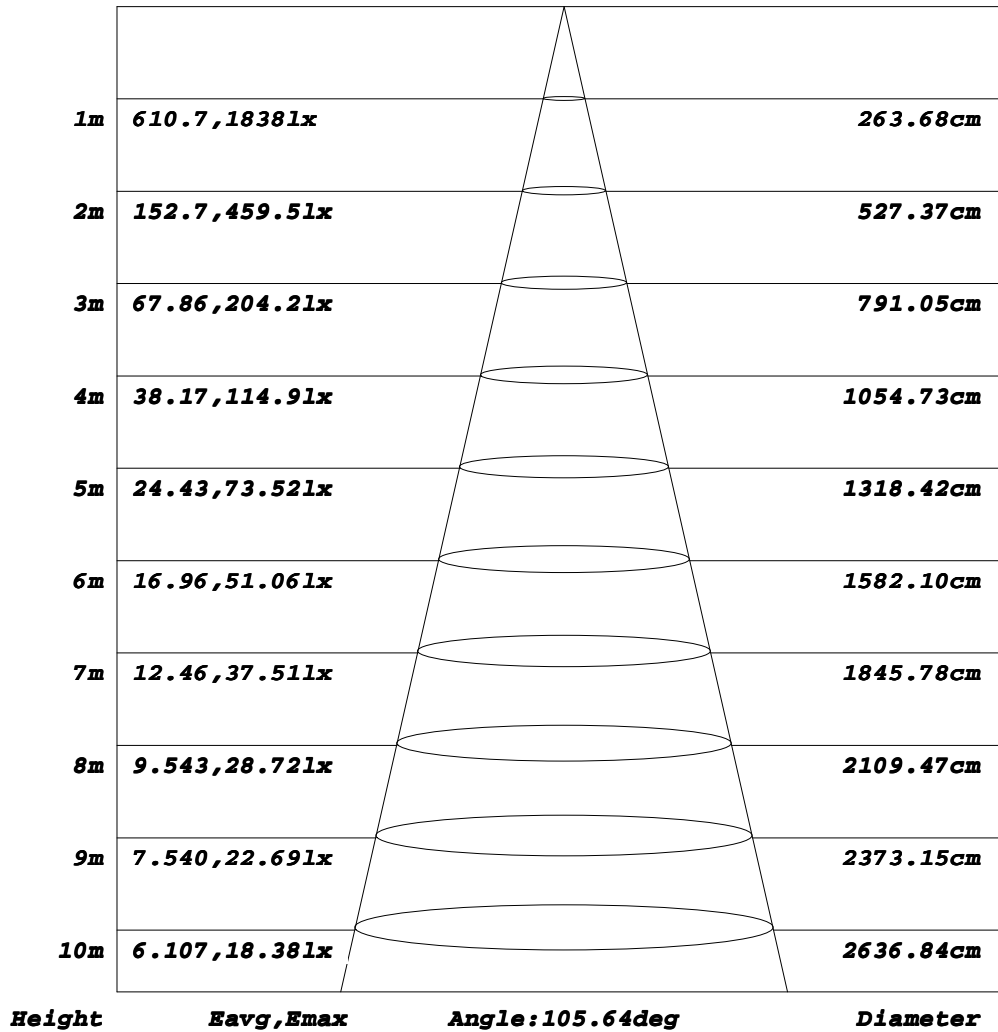 1m 610.7,1838lx 263.68cm
2m 152.7,459.5lx 527.37cm
3m 67.86,204.2lx 791.05cm
4m 38.17,114.9lx 1054.73cm
5m 24.43,73.52lx 1318.42cm
6m 16.96,51.06lx 1582.10cm
7m 12.46,37.51lx 1845.78cm
8m 9.543,28.72lx 2109.47cm
9m 7.540,22.69lx 2373.15cm
10m 6.107,18.38lx 2636.84cm
Height Eavg,Emax Angle:105.64deg Diameter